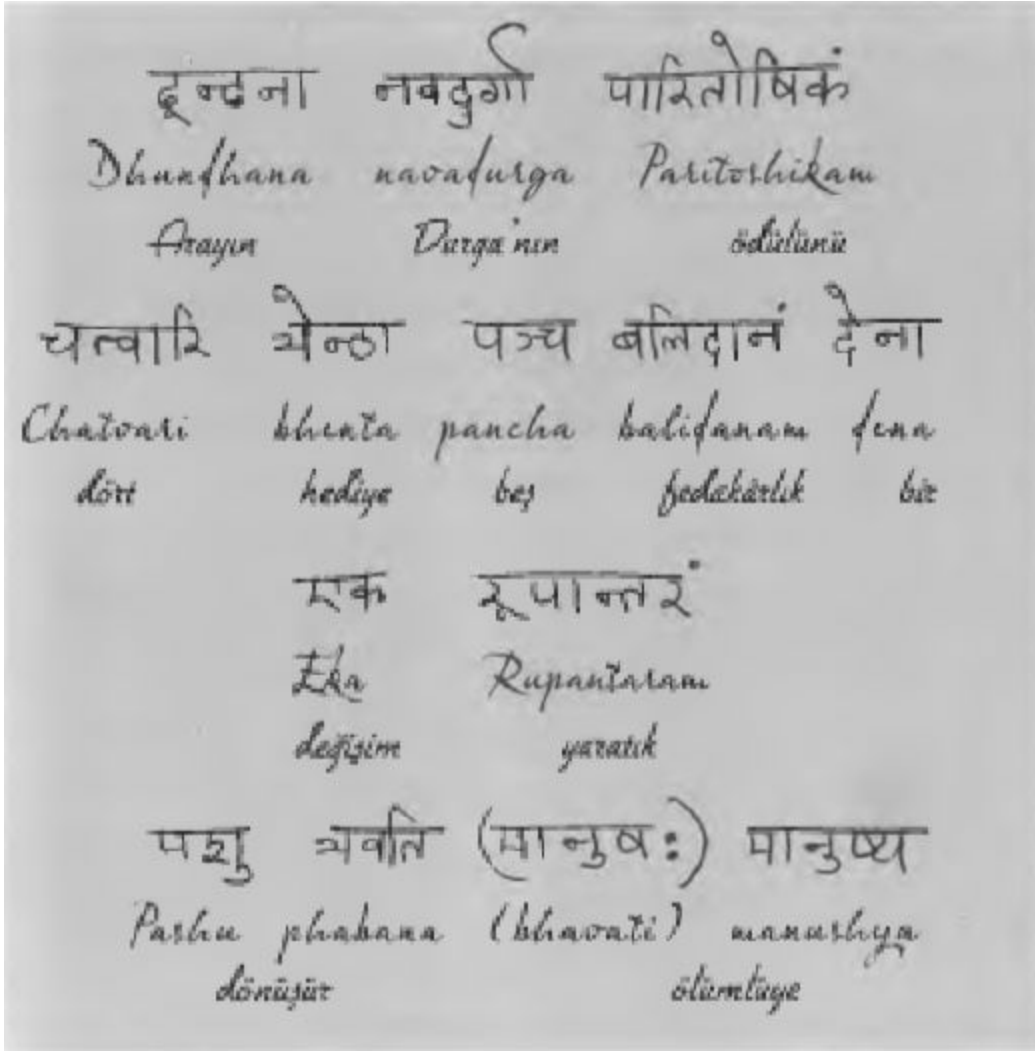 ढून्ढना नवदुर्गा पारितोषिकं
Dhundhana navadurga Paritoshikam
Arayın Durga'nın ödülünü
चत्वारि भेन्ठा पञ्च बलिदानं देना
Chatvari bhenta pancha balidanam dena
dört hediye beş fedakârlık bir
एक रूपान्तरं
Eka Rupantaram
değişim yaratık
पशु भवति (मानुषः) मानुष्य
Pashu phabana (bhavati) manushya
dönüşür ölümlüye